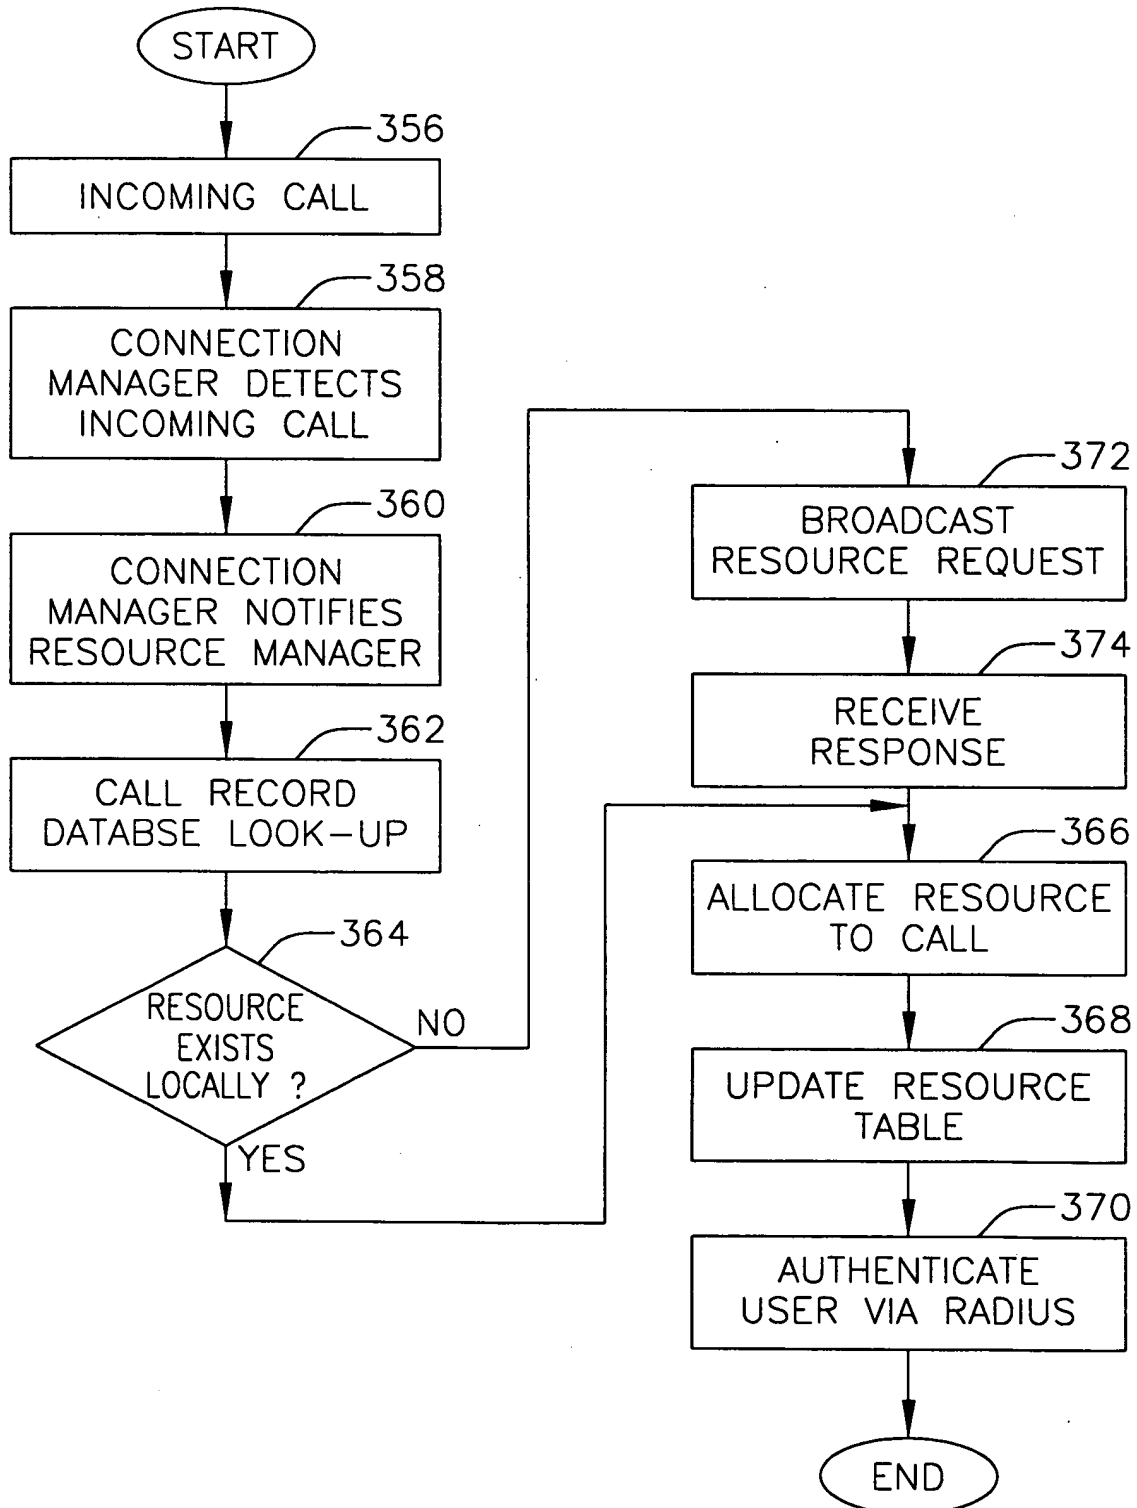 START
356
INCOMING CALL
358
CONNECTION
MANAGER DETECTS
INCOMING CALL
360
CONNECTION
MANAGER NOTIFIES
RESOURCE MANAGER
362
CALL RECORD
DATABSE LOOK-UP
364
RESOURCE
EXISTS
LOCALLY ?
NO
YES
372
BROADCAST
RESOURCE REQUEST
374
RECEIVE
RESPONSE
366
ALLOCATE RESOURCE
TO CALL
368
UPDATE RESOURCE
TABLE
370
AUTHENTICATE
USER VIA RADIUS
END